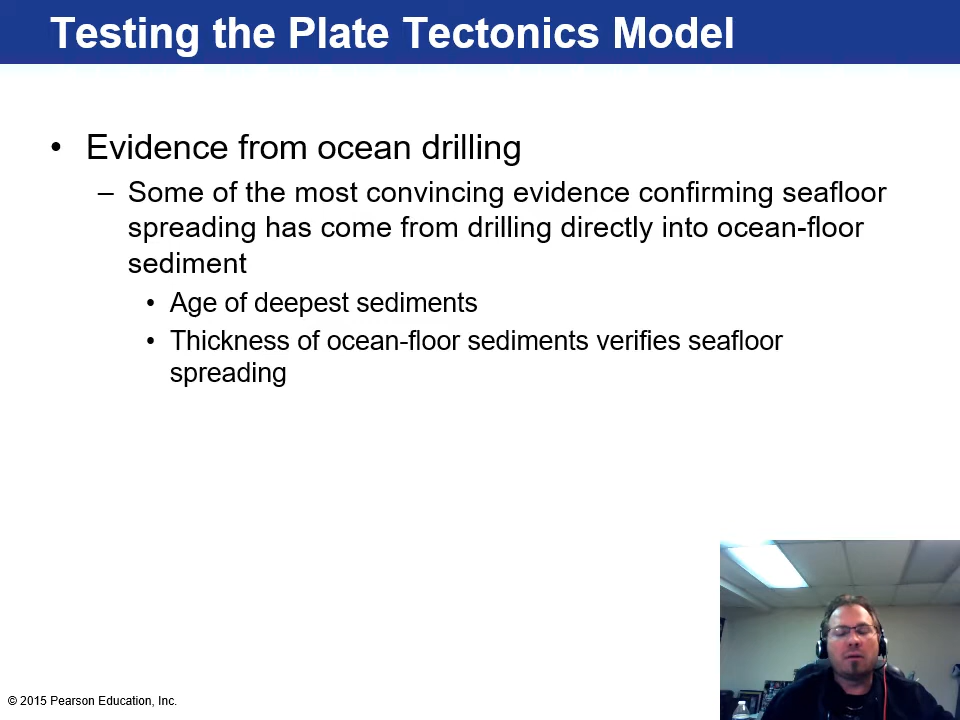 Testing the Plate Tectonics Model
• Evidence from ocean drilling
– Some of the most convincing evidence confirming seafloor
spreading has come from drilling directly into ocean-floor
sediment
• Age of deepest sediments
• Thickness of ocean-floor sediments verifies seafloor
spreading
© 2015 Pearson Education, Inc.